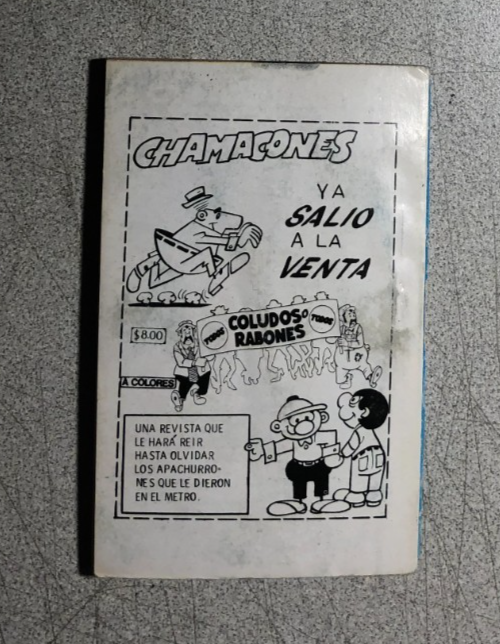 CHAMACONES
YA
SALIO
A LA
VENTA
TODOS COLUDOS O TODOS
RABONES
$8.00
A COLORES
UNA REVISTA QUE
LE HARÁ REIR
HASTA OLVIDAR
LOS APACHURRO-
NES QUE LE DIERON
EN EL METRO.